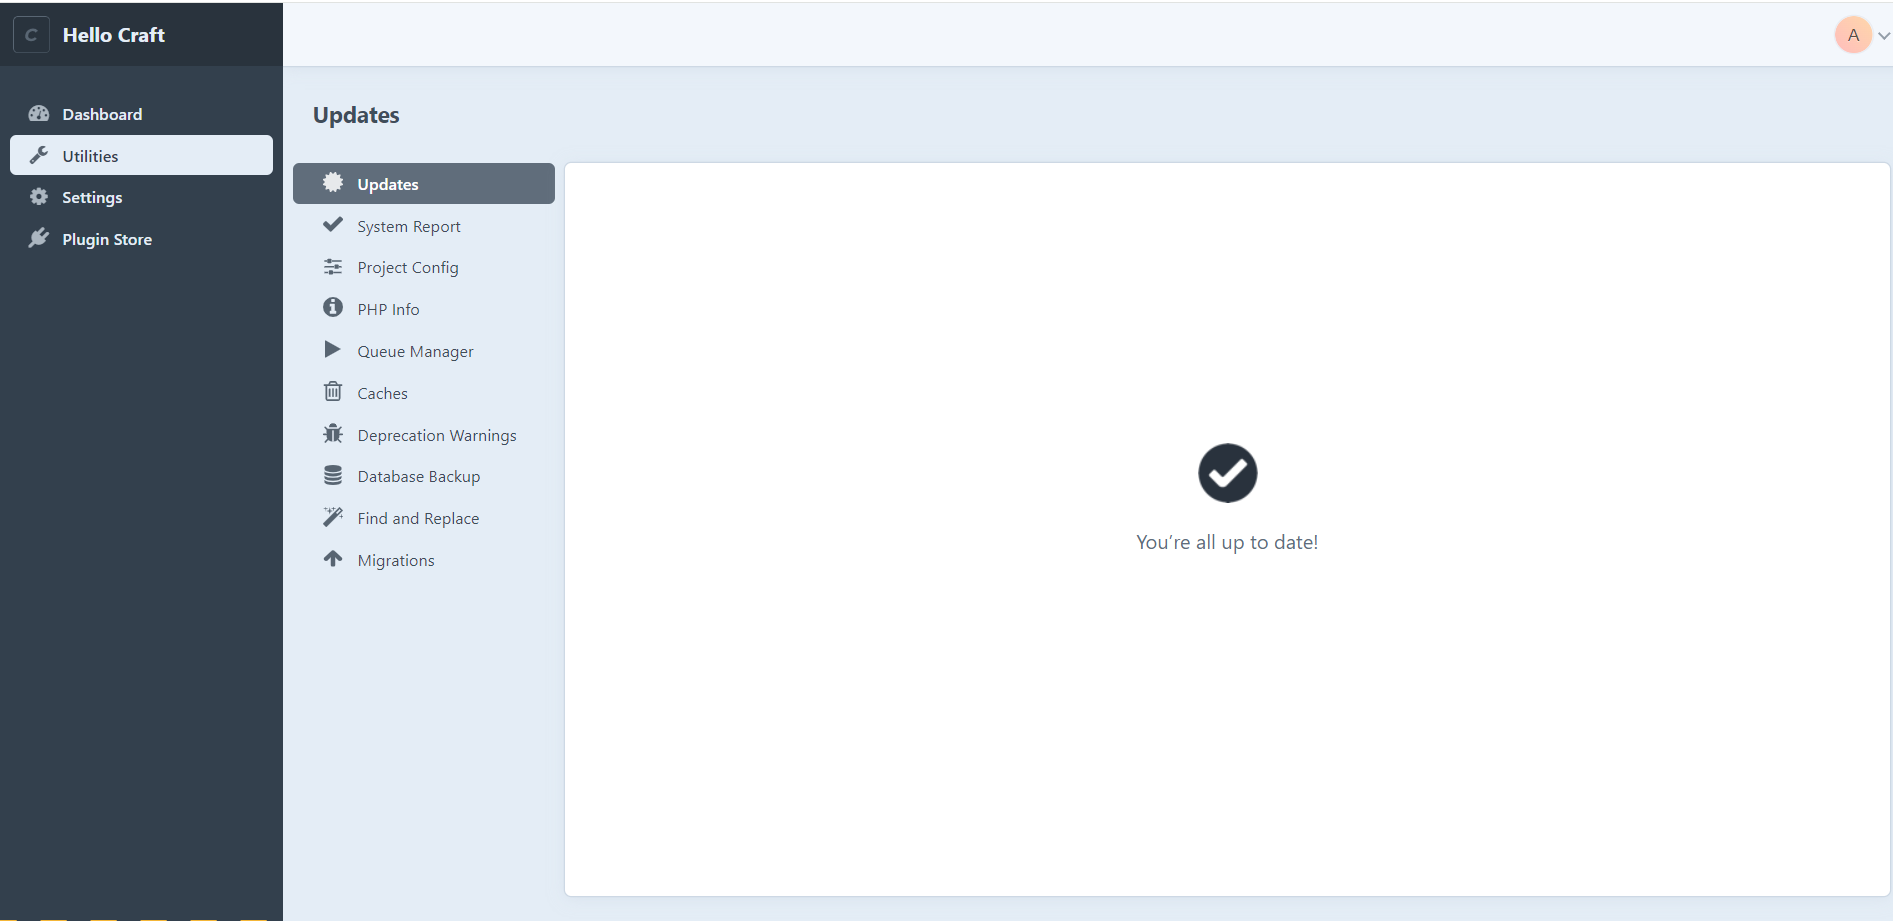 C
Hello Craft
A
Dashboard
Utilities
Settings
Plugin Store
Updates
Updates
System Report
Project Config
PHP Info
Queue Manager
Caches
Deprecation Warnings
Database Backup
Find and Replace
Migrations
You’re all up to date!